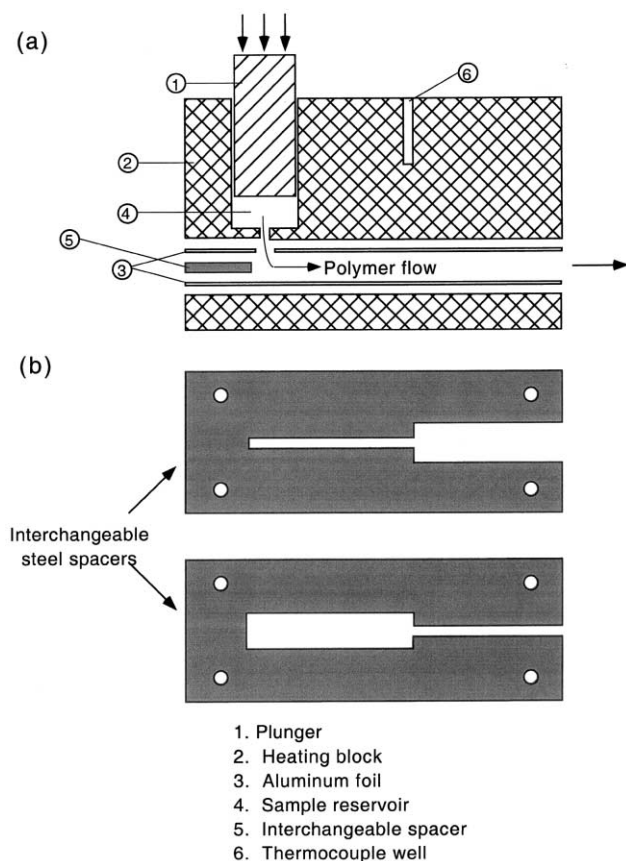 (a)
1
6
2
4
5
3
Polymer flow
(b)
Interchangeable
steel spacers
1. Plunger
2. Heating block
3. Aluminum foil
4. Sample reservoir
5. Interchangeable spacer
6. Thermocouple well